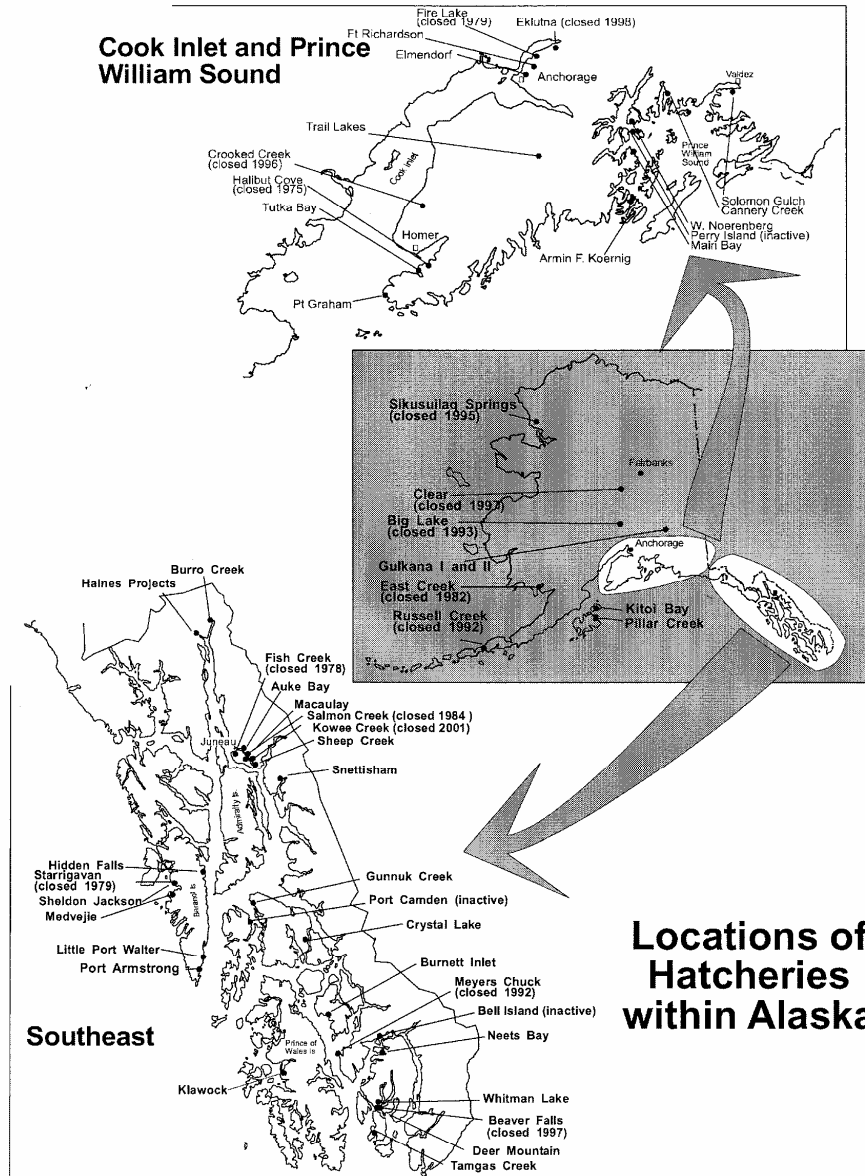 Cook Inlet and Prince
William Sound
Fire Lake
(closed 1979)
Eklutna (closed 1998)
Ft Richardson
Elmendorf
Anchorage
Valdez
Trail Lakes
Prince
William
Sound
Crooked Creek
(closed 1996)
Cook Inlet
Halibut Cove
(closed 1975)
Tutka Bay
Solomon Gulch
Cannery Creek
W. Noerenberg
Perry Island (inactive)
Main Bay
Homer
Armin F. Koernig
Pt Graham
Sikusuilaq Springs
(closed 1995)
Fairbanks
Clear
(closed 1997)
Big Lake
(closed 1993)
Anchorage
Gulkana I and II
East Creek
(closed 1982)
Kitoi Bay
Russell Creek
(closed 1992)
Pillar Creek
Burro Creek
Haines Projects
Fish Creek
(closed 1978)
Auke Bay
Macaulay
Salmon Creek (closed 1984 )
Kowee Creek (closed 2001)
Juneau
Sheep Creek
Snettisham
Admiralty Is
Hidden Falls
Starrigavan
(closed 1979)
Sheldon Jackson
Medvejie
Baranof Is
Gunnuk Creek
Port Camden (inactive)
Crystal Lake
Little Port Walter
Port Armstrong
Burnett Inlet
Meyers Chuck
(closed 1992)
Bell Island (inactive)
Neets Bay
Southeast
Prince of
Wales Is
Klawock
Whitman Lake
Beaver Falls
(closed 1997)
Deer Mountain
Tamgas Creek
Locations of
Hatcheries
within Alaska